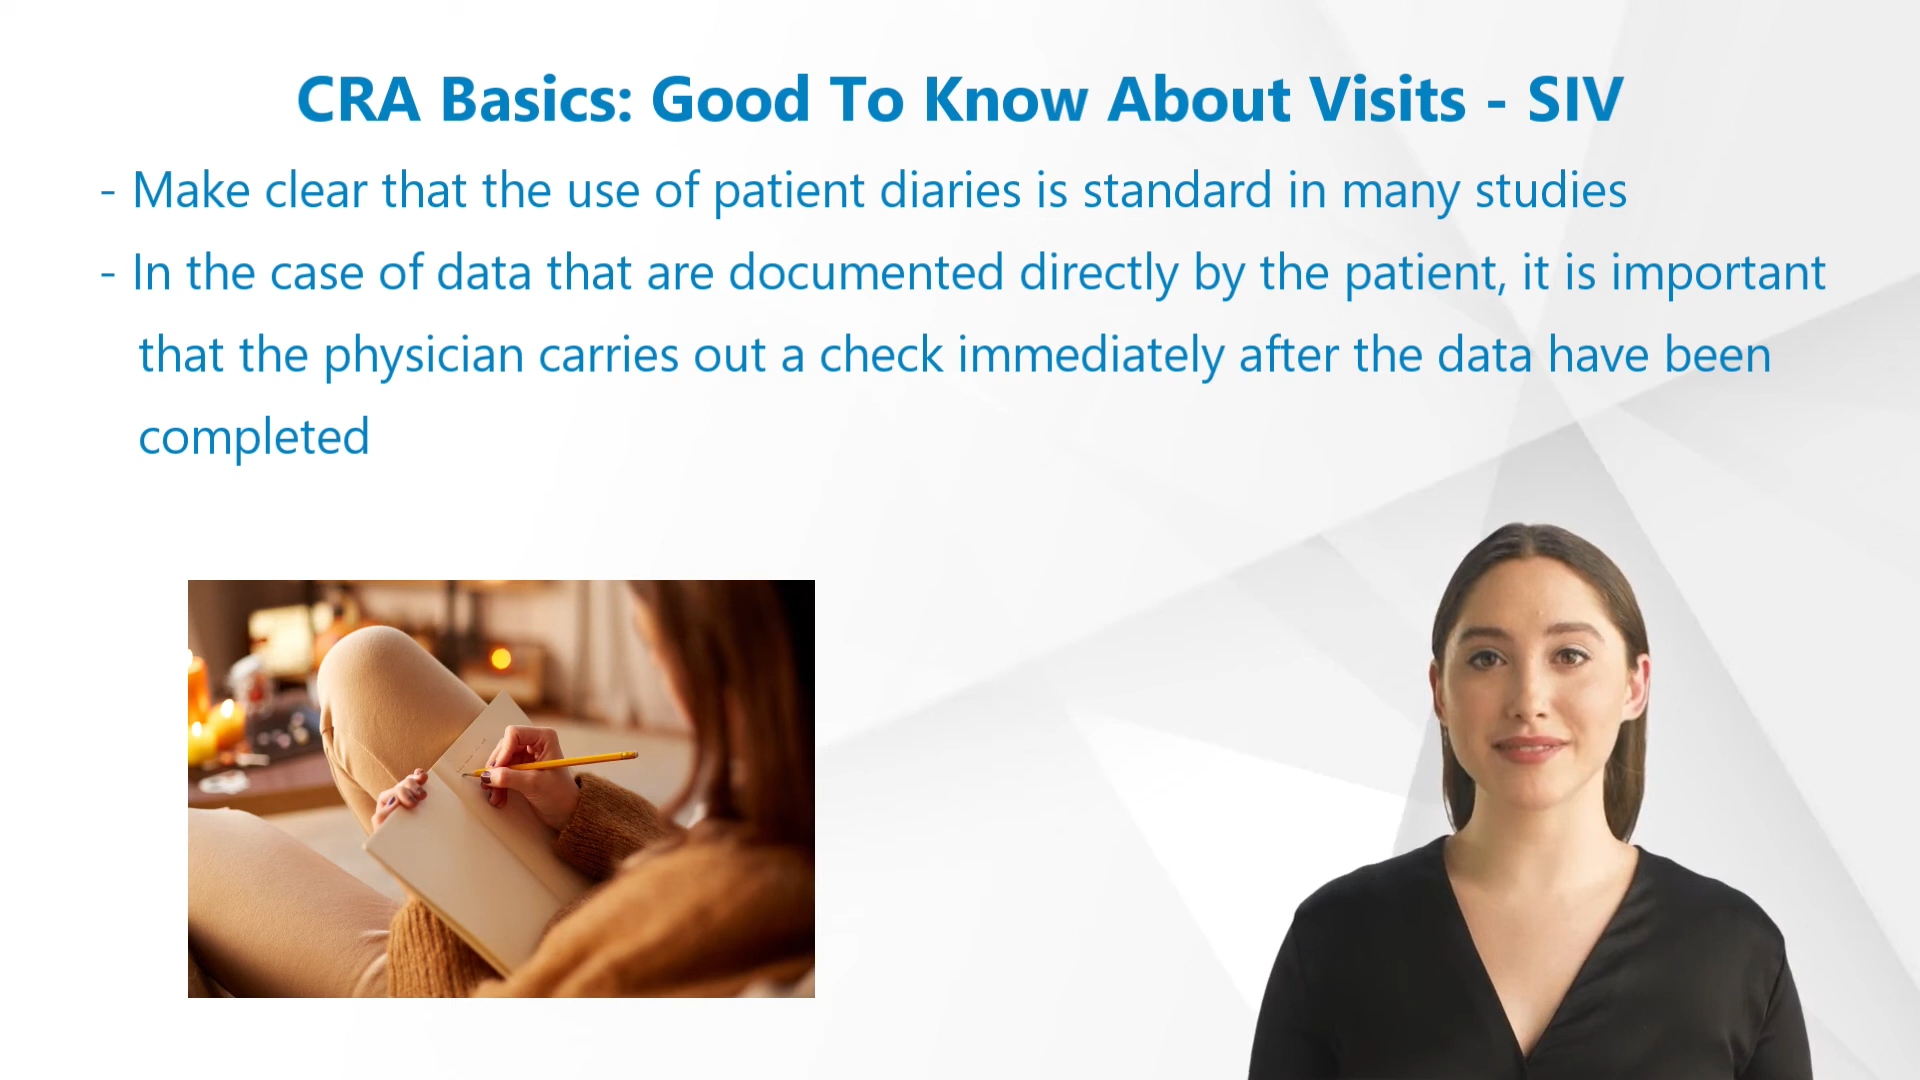 CRA Basics: Good To Know About Visits - SIV
- Make clear that the use of patient diaries is standard in many studies
- In the case of data that are documented directly by the patient, it is important
that the physician carries out a check immediately after the data have been
completed